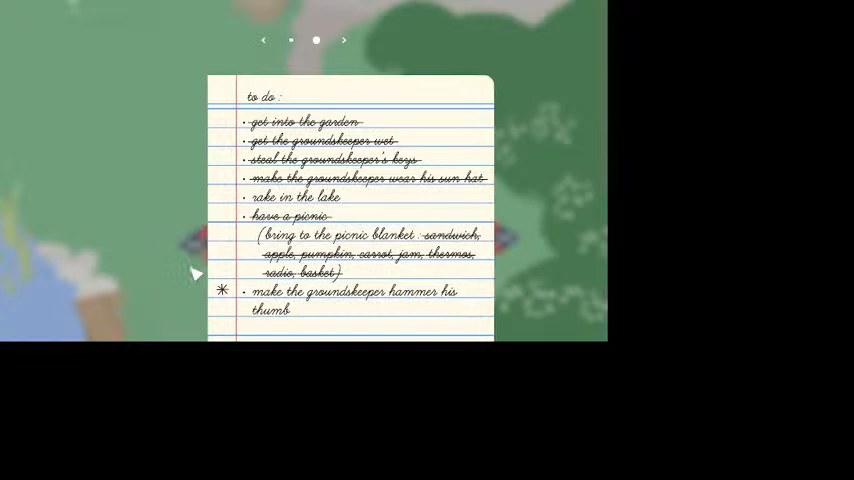 to do :
· get into the garden
· get the groundskeeper wet
· steal the groundskeeper's keys
· make the groundskeeper wear his sun hat
· rake in the lake
· have a picnic
(bring to the picnic blanket : sandwich,
apple, pumpkin, carrot, jam, thermos,
radio, basket)
* · make the groundskeeper hammer his
thumb